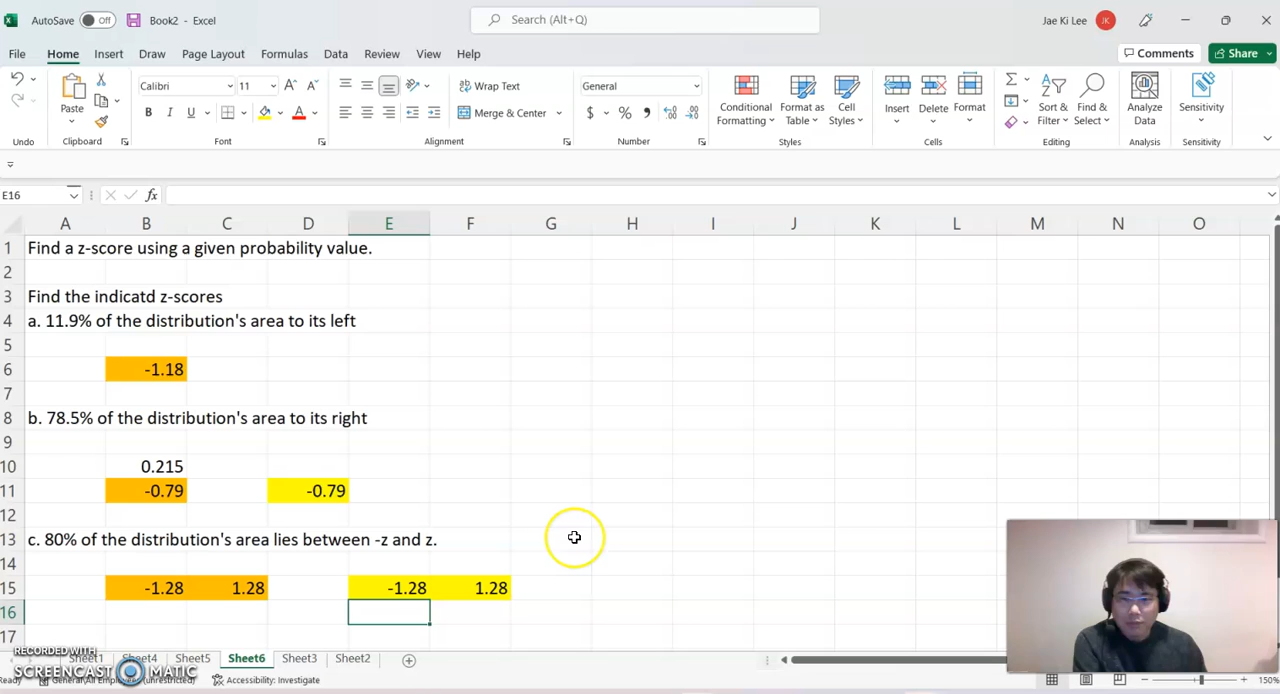 AutoSave Off Book2 - Excel Search (Alt+Q) Jae Ki Lee JK
File Home Insert Draw Page Layout Formulas Data Review View Help Comments Share
Paste Calibri 11 Wrap Text General Conditional Formatting Format as Table Cell Styles Insert Delete Format Sort & Filter Find & Select Analyze Data Sensitivity
B I U Merge & Center $ %
Undo Clipboard Font Alignment Number Styles Cells Editing Analysis Sensitivity
E16 fx
A B C D E F G H I J K L M N O
1 Find a z-score using a given probability value.
2
3 Find the indicatd z-scores
4 a. 11.9% of the distribution's area to its left
5
6 -1.18
7
8 b. 78.5% of the distribution's area to its right
9
10 0.215
11 -0.79 -0.79
12
13 c. 80% of the distribution's area lies between -z and z.
14
15 -1.28 1.28 -1.28 1.28
16
17
RECORDED WITH
SCREENCAST MATIC
Sheet1 Sheet4 Sheet5 Sheet6 Sheet3 Sheet2
Accessibility: Investigate 150%